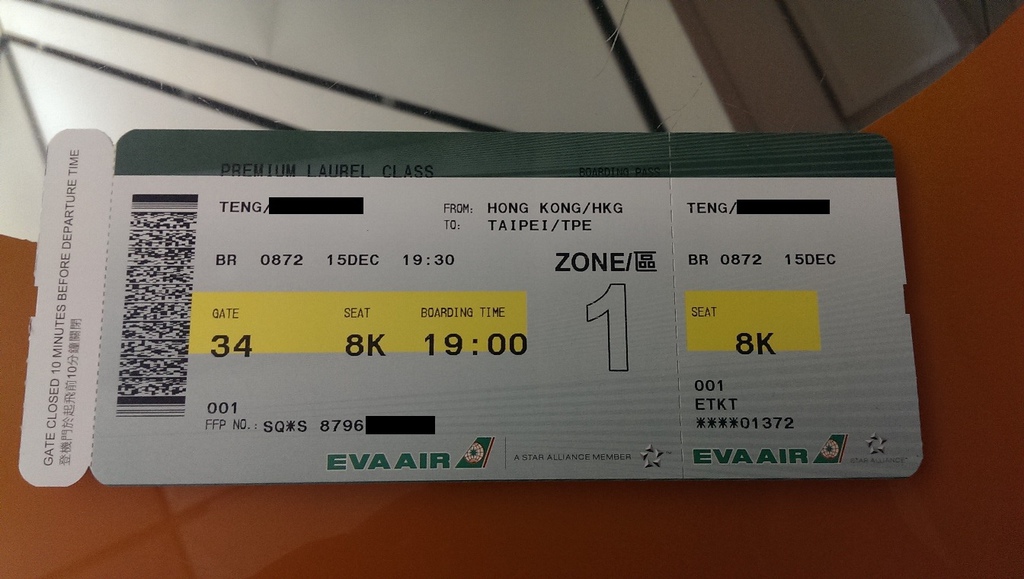 GATE CLOSED 10 MINUTES BEFORE DEPARTURE TIME
登機門於起飛前10分鐘關閉
PREMIUM LAUREL CLASS
BOARDING PASS
TENG/
FROM: HONG KONG/HKG
TO: TAIPEI/TPE
BR 0872 15DEC 19:30
ZONE/區
1
GATE SEAT BOARDING TIME
34 8K 19:00
001
FFP NO.: SQ*S 8796
EVA AIR
A STAR ALLIANCE MEMBER
TENG/
BR 0872 15DEC
SEAT
8K
001
ETKT
****01372
EVA AIR
STAR ALLIANCE